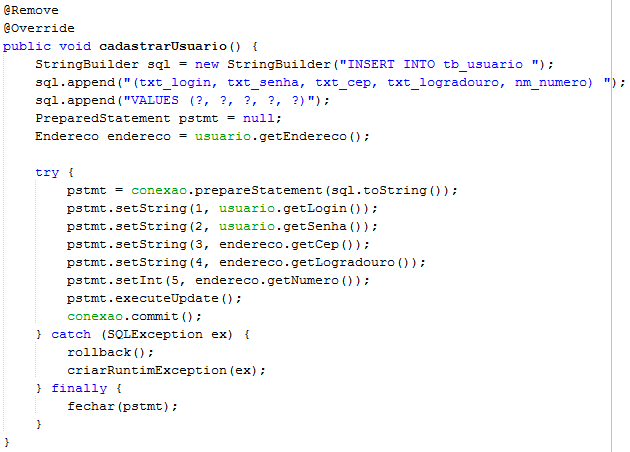 @Remove
@Override
public void cadastrarUsuario() {
StringBuilder sql = new StringBuilder("INSERT INTO tb_usuario ");
sql.append("(txt_login, txt_senha, txt_cep, txt_logradouro, nm_numero) ");
sql.append("VALUES (?, ?, ?, ?, ?)");
PreparedStatement pstmt = null;
Endereco endereco = usuario.getEndereco();
try {
pstmt = conexao.prepareStatement(sql.toString());
pstmt.setString(1, usuario.getLogin());
pstmt.setString(2, usuario.getSenha());
pstmt.setString(3, endereco.getCep());
pstmt.setString(4, endereco.getLogradouro());
pstmt.setInt(5, endereco.getNumero());
pstmt.executeUpdate();
conexao.commit();
} catch (SQLException ex) {
rollback();
criarRuntimException(ex);
} finally {
fechar(pstmt);
}
}